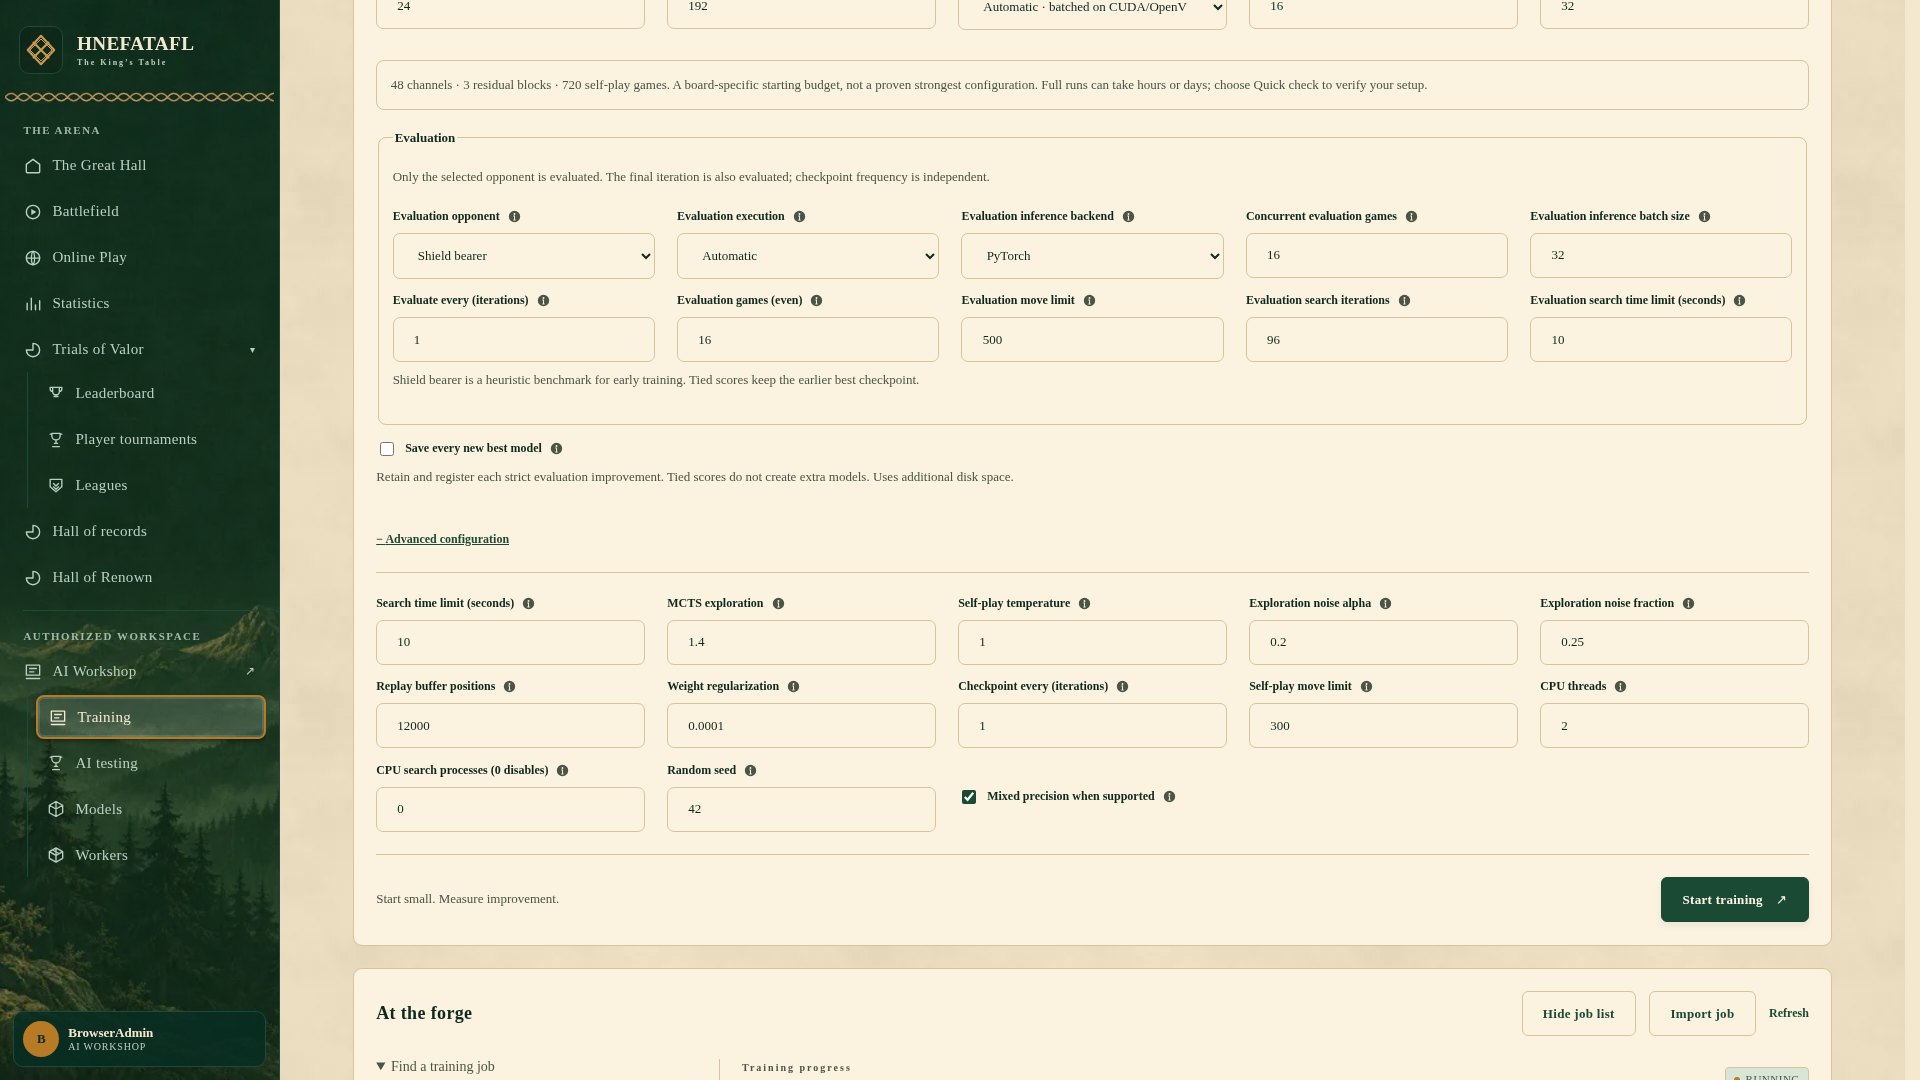 HNEFATAFL
The King's Table
THE ARENA
The Great Hall
Battlefield
Online Play
Statistics
Trials of Valor
Leaderboard
Player tournaments
Leagues
Hall of records
Hall of Renown
AUTHORIZED WORKSPACE
AI Workshop
Training
AI testing
Models
Workers
B
BrowserAdmin
AI WORKSHOP
24 192 Automatic · batched on CUDA/OpenV 16 32
48 channels · 3 residual blocks · 720 self-play games. A board-specific starting budget, not a proven strongest configuration. Full runs can take hours or days; choose Quick check to verify your setup.
Evaluation
Only the selected opponent is evaluated. The final iteration is also evaluated; checkpoint frequency is independent.
Evaluation opponent Evaluation execution Evaluation inference backend Concurrent evaluation games Evaluation inference batch size
Shield bearer Automatic PyTorch 16 32
Evaluate every (iterations) Evaluation games (even) Evaluation move limit Evaluation search iterations Evaluation search time limit (seconds)
1 16 500 96 10
Shield bearer is a heuristic benchmark for early training. Tied scores keep the earlier best checkpoint.
Save every new best model
Retain and register each strict evaluation improvement. Tied scores do not create extra models. Uses additional disk space.
− Advanced configuration
Search time limit (seconds) MCTS exploration Self-play temperature Exploration noise alpha Exploration noise fraction
10 1.4 1 0.2 0.25
Replay buffer positions Weight regularization Checkpoint every (iterations) Self-play move limit CPU threads
12000 0.0001 1 300 2
CPU search processes (0 disables) Random seed
0 42 Mixed precision when supported
Start small. Measure improvement.
Start training ↗
At the forge
Hide job list Import job Refresh
Find a training job
Training progress
RUNNING